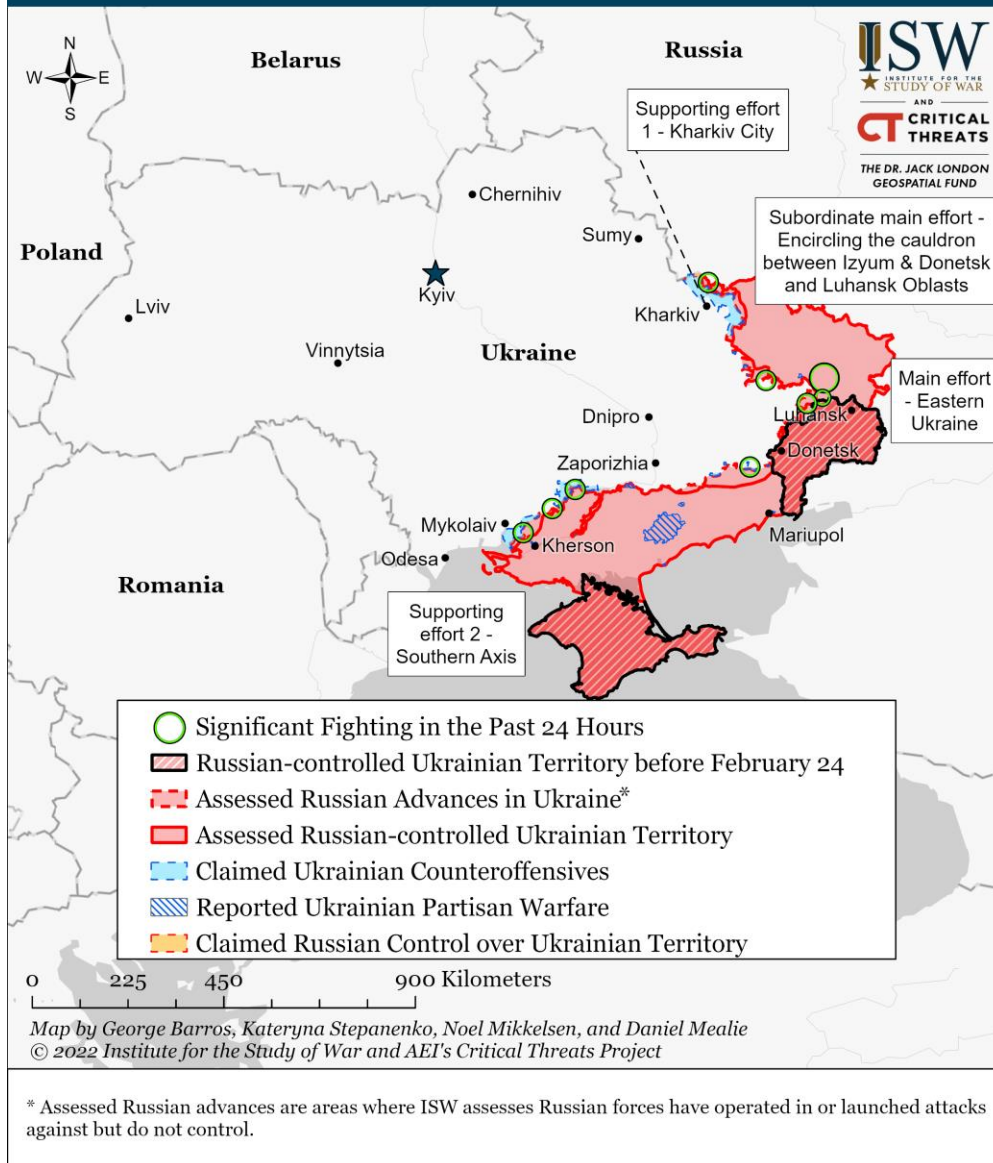 N
W
E
S
Belarus
Russia
ISW
INSTITUTE FOR THE
STUDY OF WAR
AND
CT CRITICAL
THREATS
THE DR. JACK LONDON
GEOSPATIAL FUND
Supporting effort
1 - Kharkiv City
Chernihiv
Subordinate main effort -
Encircling the cauldron
between Izyum & Donetsk
and Luhansk Oblasts
Sumy
Poland
Kyiv
Lviv
Kharkiv
Vinnytsia
Ukraine
Main effort
- Eastern
Ukraine
Dnipro
Luhansk
Donetsk
Zaporizhia
Mykolaiv
Mariupol
Odesa
Kherson
Romania
Supporting
effort 2 -
Southern Axis
Significant Fighting in the Past 24 Hours
Russian-controlled Ukrainian Territory before February 24
Assessed Russian Advances in Ukraine*
Assessed Russian-controlled Ukrainian Territory
Claimed Ukrainian Counteroffensives
Reported Ukrainian Partisan Warfare
Claimed Russian Control over Ukrainian Territory
0 225 450 900 Kilometers
Map by George Barros, Kateryna Stepanenko, Noel Mikkelsen, and Daniel Mealie
© 2022 Institute for the Study of War and AEI's Critical Threats Project
* Assessed Russian advances are areas where ISW assesses Russian forces have operated in or launched attacks
against but do not control.